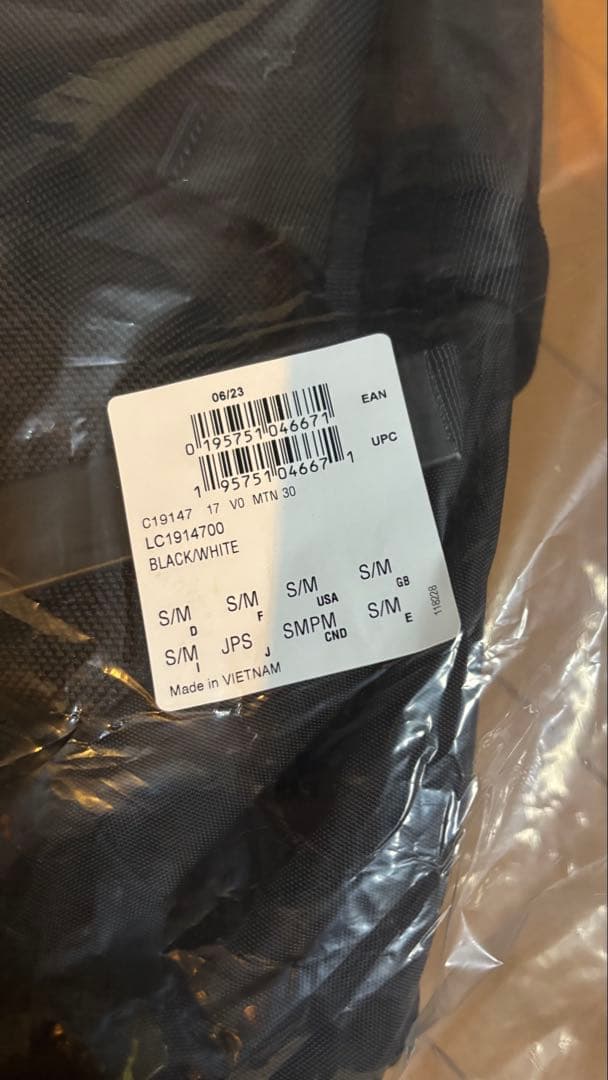 06/23
EAN
0 195751 046671
UPC
1 95751 04667 1
C19147 17 V0 MTN 30
LC1914700
BLACK/WHITE
S/M D S/M F S/M USA S/M GB
S/M I JPS J SMPM CND S/M E
118228
Made in VIETNAM